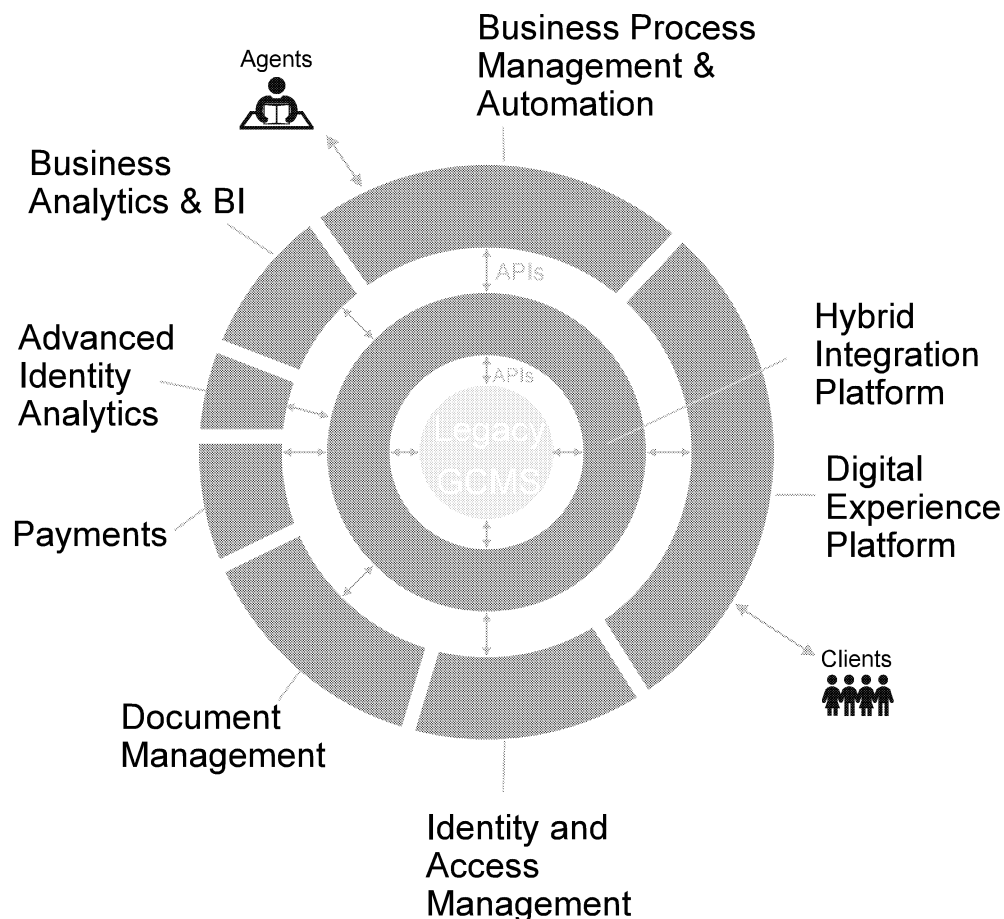 Business Process
Management &
Automation
Agents
Business
Analytics & BI
APIs
Hybrid
Integration
Platform
Advanced
Identity
Analytics
APIs
Legacy
GCMS
Digital
Experience
Platform
Payments
Clients
Document
Management
Identity and
Access
Management